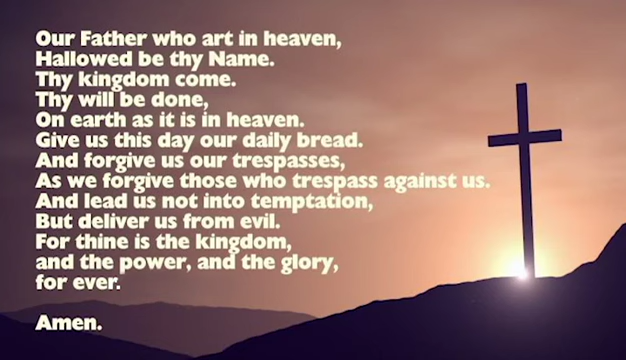 Our Father who art in heaven,
Hallowed be thy Name.
Thy kingdom come.
Thy will be done,
On earth as it is in heaven.
Give us this day our daily bread.
And forgive us our trespasses,
As we forgive those who trespass against us.
And lead us not into temptation,
But deliver us from evil.
For thine is the kingdom,
and the power, and the glory,
for ever.
Amen.